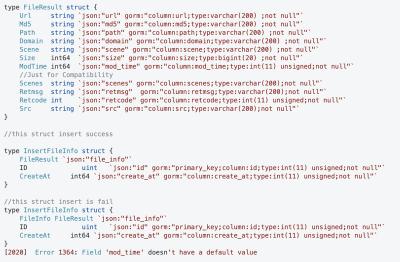 type FileResult struct {
Url string `json:"url" gorm:"column:url;type:varchar(200) ;not null"`
Md5 string `json:"md5" gorm:"column:md5;type:varchar(200) ;not null"`
Path string `json:"path" gorm:"column:path;type:varchar(200) ;not null"`
Domain string `json:"domain" gorm:"column:domain;type:varchar(200) ;not null"`
Scene string `json:"scene" gorm:"column:scene;type:varchar(200) ;not null"`
Size int64 `json:"size" gorm:"column:size;type:bigint(20) ;not null"`
ModTime int64 `json:"mod_time" gorm:"column:mod_time;type:int(11) unsigned;not null"`
//Just for Compatibility
Scenes string `json:"scenes" gorm:"column:scenes;type:varchar(200);not null"`
Retmsg string `json:"retmsg" gorm:"column:retmsg;type:varchar(200);not null"`
Retcode int `json:"retcode" gorm:"column:retcode;type:int(11) unsigned;not null"`
Src string `json:"src" gorm:"column:src;type:varchar(200);not null"`
}
//this struct insert success
type InsertFileInfo struct {
FileResult `json:"file_info"`
ID uint `json:"id" gorm:"primary_key;column:id;type:int(11) unsigned;not null"`
CreateAt int64 `json:"create_at" gorm:"column:create_at;type:int(11) unsigned;not null"`
}
//this struct insert is fail
type InsertFileInfo struct {
FileInfo FileResult `json:"file_info"`
ID uint `json:"id" gorm:"primary_key;column:id;type:int(11) unsigned;not null"`
CreateAt int64 `json:"create_at" gorm:"column:create_at;type:int(11) unsigned;not null"`
}
[2020] Error 1364: Field 'mod_time' doesn't have a default value